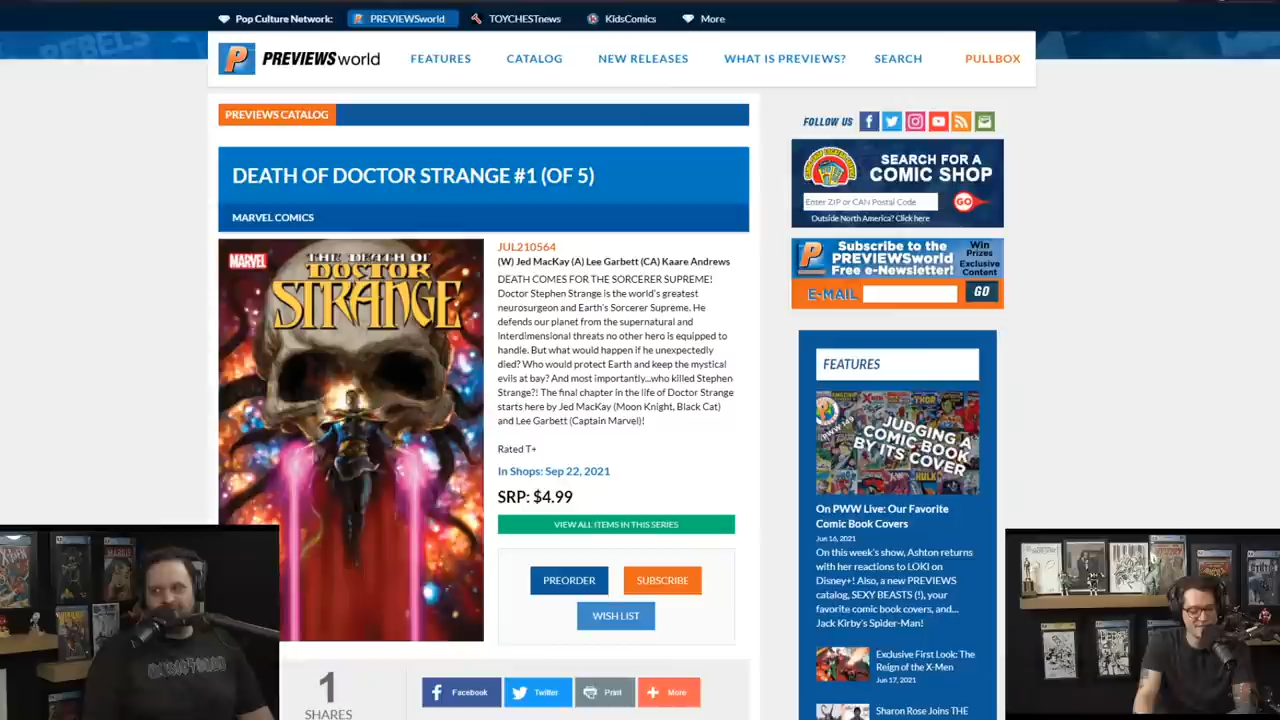 Pop Culture Network:
PREVIEWSworld
TOYCHESTnews
KidsComics
More
REBELS
P PREVIEWSworld
FEATURES
CATALOG
NEW RELEASES
WHAT IS PREVIEWS?
SEARCH
PULLBOX
PREVIEWS CATALOG
DEATH OF DOCTOR STRANGE #1 (OF 5)
MARVEL COMICS
MARVEL
THE DEATH OF
DOCTOR
STRANGE
JUL210564
(W) Jed MacKay (A) Lee Garbett (CA) Kaare Andrews
DEATH COMES FOR THE SORCERER SUPREME!
Doctor Stephen Strange is the world's greatest
neurosurgeon and Earth's Sorcerer Supreme. He
defends our planet from the supernatural and
interdimensional threats no other hero is equipped to
handle. But what would happen if he unexpectedly
died? Who would protect Earth and keep the mystical
evils at bay? And most importantly...who killed Stephen
Strange?! The final chapter in the life of Doctor Strange
starts here by Jed MacKay (Moon Knight, Black Cat)
and Lee Garbett (Captain Marvel)!
Rated T+
In Shops: Sep 22, 2021
SRP: $4.99
VIEW ALL ITEMS IN THIS SERIES
PREORDER
SUBSCRIBE
WISH LIST
1
SHARES
Facebook
Twitter
Print
More
FOLLOW US
SEARCH FOR A
COMIC SHOP
Enter ZIP or CAN Postal Code
GO
Outside North America? Click here
Subscribe to the
PREVIEWSworld
Free e-Newsletter!
Win
Prizes
Exclusive
Content
E-MAIL
GO
FEATURES
PWW 149
JUDGING A
COMIC BOOK
BY ITS COVER
THOR
HULK
On PWW Live: Our Favorite
Comic Book Covers
Jun 16, 2021
On this week's show, Ashton returns
with her reactions to LOKI on
Disney+! Also, a new PREVIEWS
catalog, SEXY BEASTS (!), your
favorite comic book covers, and...
Jack Kirby's Spider-Man!
Exclusive First Look: The
Reign of the X-Men
Jun 17, 2021
Sharon Rose Joins THE